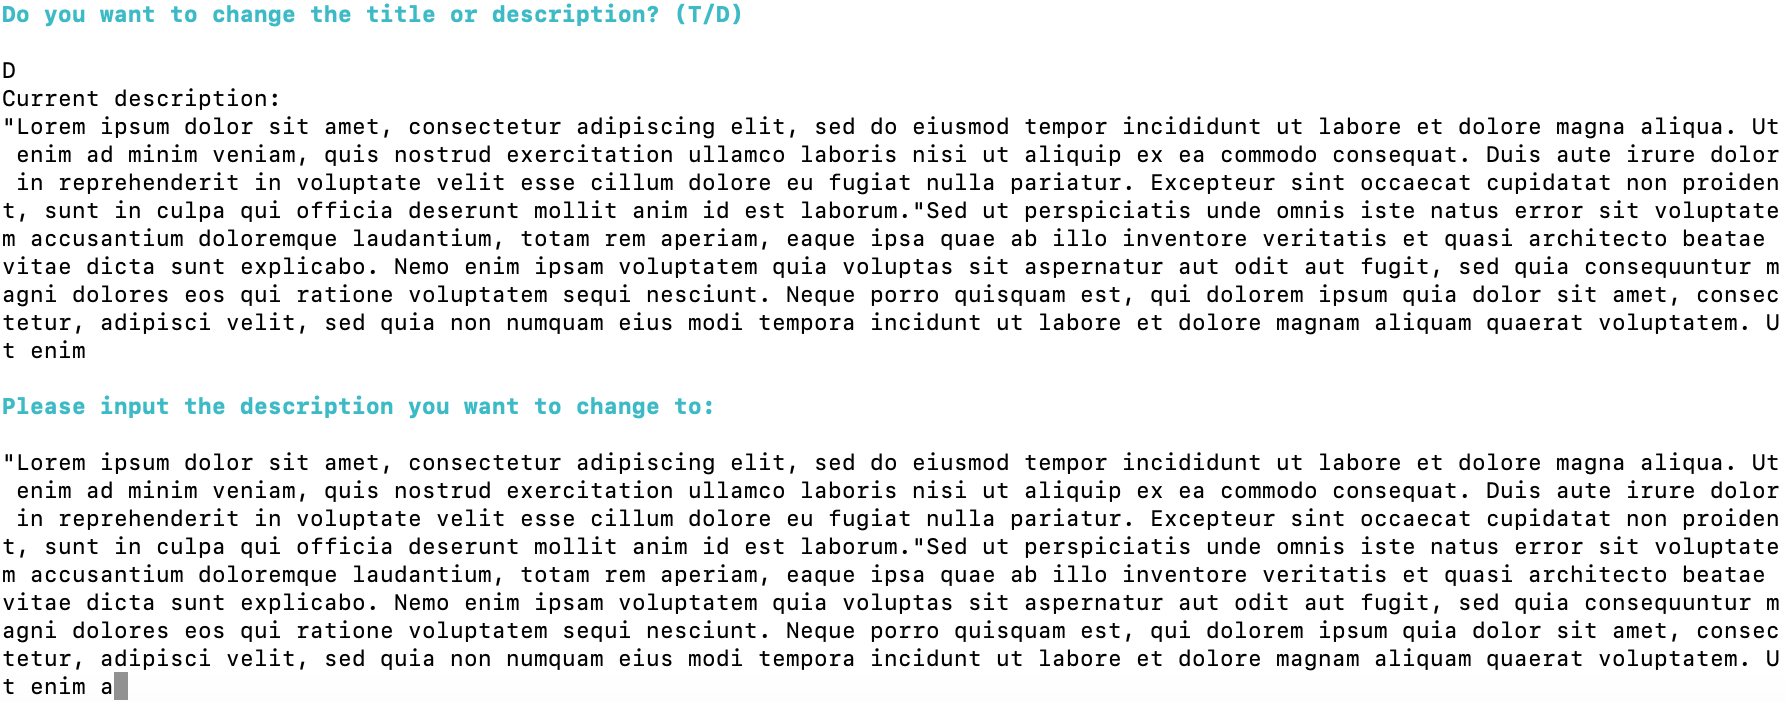 Do you want to change the title or description? (T/D)
D
Current description:
"Lorem ipsum dolor sit amet, consectetur adipiscing elit, sed do eiusmod tempor incididunt ut labore et dolore magna aliqua. Ut
 enim ad minim veniam, quis nostrud exercitation ullamco laboris nisi ut aliquip ex ea commodo consequat. Duis aute irure dolor
 in reprehenderit in voluptate velit esse cillum dolore eu fugiat nulla pariatur. Excepteur sint occaecat cupidatat non proiden
t, sunt in culpa qui officia deserunt mollit anim id est laborum."Sed ut perspiciatis unde omnis iste natus error sit voluptate
m accusantium doloremque laudantium, totam rem aperiam, eaque ipsa quae ab illo inventore veritatis et quasi architecto beatae
vitae dicta sunt explicabo. Nemo enim ipsam voluptatem quia voluptas sit aspernatur aut odit aut fugit, sed quia consequuntur m
agni dolores eos qui ratione voluptatem sequi nesciunt. Neque porro quisquam est, qui dolorem ipsum quia dolor sit amet, consec
tetur, adipisci velit, sed quia non numquam eius modi tempora incidunt ut labore et dolore magnam aliquam quaerat voluptatem. U
t enim
Please input the description you want to change to:
"Lorem ipsum dolor sit amet, consectetur adipiscing elit, sed do eiusmod tempor incididunt ut labore et dolore magna aliqua. Ut
 enim ad minim veniam, quis nostrud exercitation ullamco laboris nisi ut aliquip ex ea commodo consequat. Duis aute irure dolor
 in reprehenderit in voluptate velit esse cillum dolore eu fugiat nulla pariatur. Excepteur sint occaecat cupidatat non proiden
t, sunt in culpa qui officia deserunt mollit anim id est laborum."Sed ut perspiciatis unde omnis iste natus error sit voluptate
m accusantium doloremque laudantium, totam rem aperiam, eaque ipsa quae ab illo inventore veritatis et quasi architecto beatae
vitae dicta sunt explicabo. Nemo enim ipsam voluptatem quia voluptas sit aspernatur aut odit aut fugit, sed quia consequuntur m
agni dolores eos qui ratione voluptatem sequi nesciunt. Neque porro quisquam est, qui dolorem ipsum quia dolor sit amet, consec
tetur, adipisci velit, sed quia non numquam eius modi tempora incidunt ut labore et dolore magnam aliquam quaerat voluptatem. U
t enim a